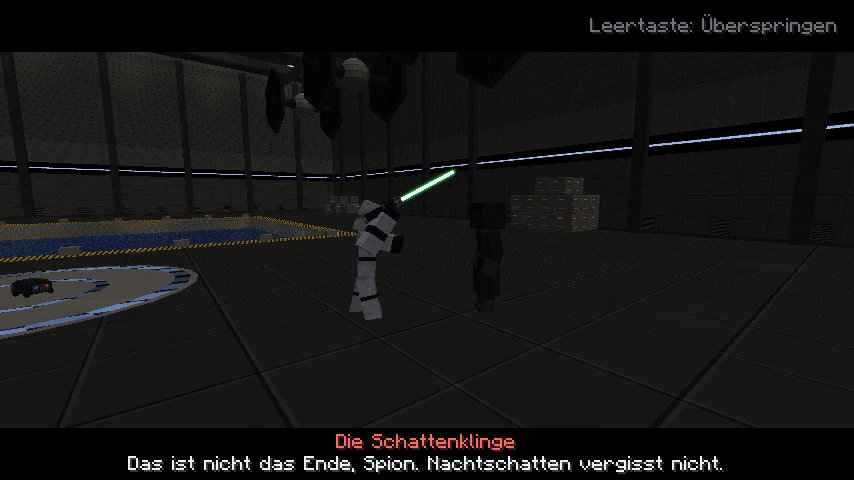 Leertaste: Überspringen
Die Schattenklinge
Das ist nicht das Ende, Spion. Nachtschatten vergisst nicht.